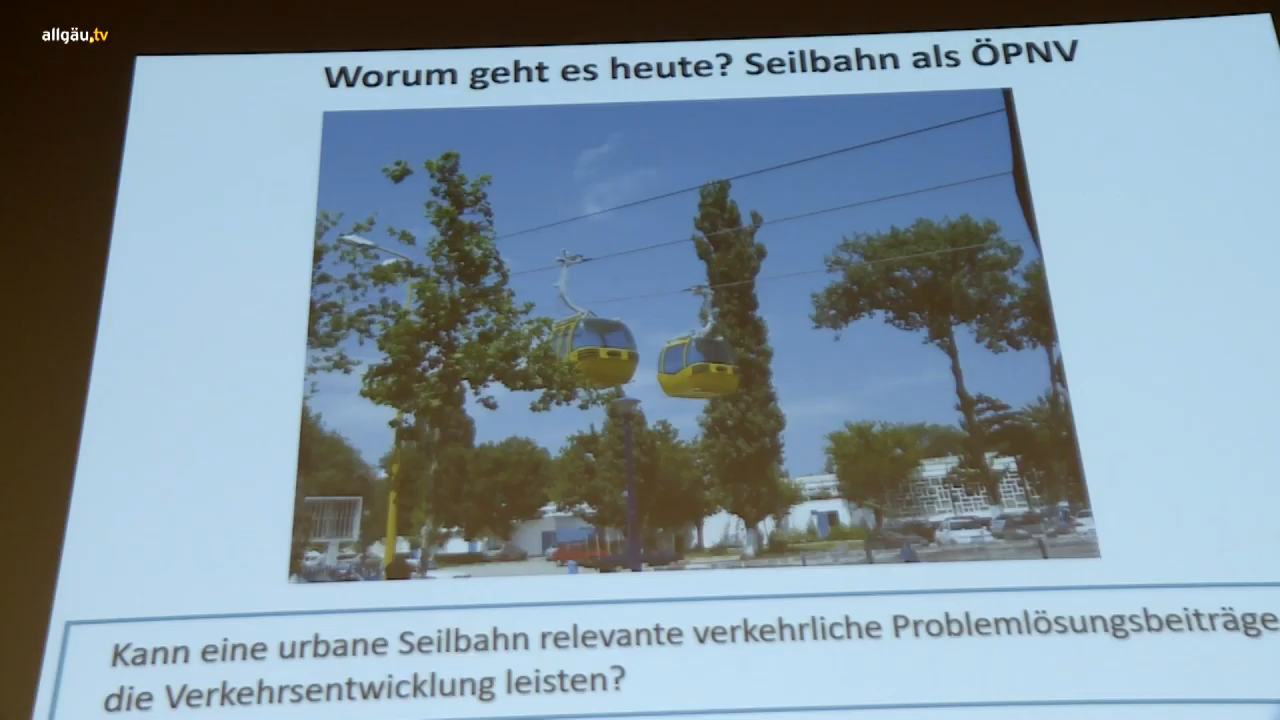 allgäu.tv
Worum geht es heute? Seilbahn als ÖPNV
Kann eine urbane Seilbahn relevante verkehrliche Problemlösungsbeiträge
die Verkehrsentwicklung leisten?